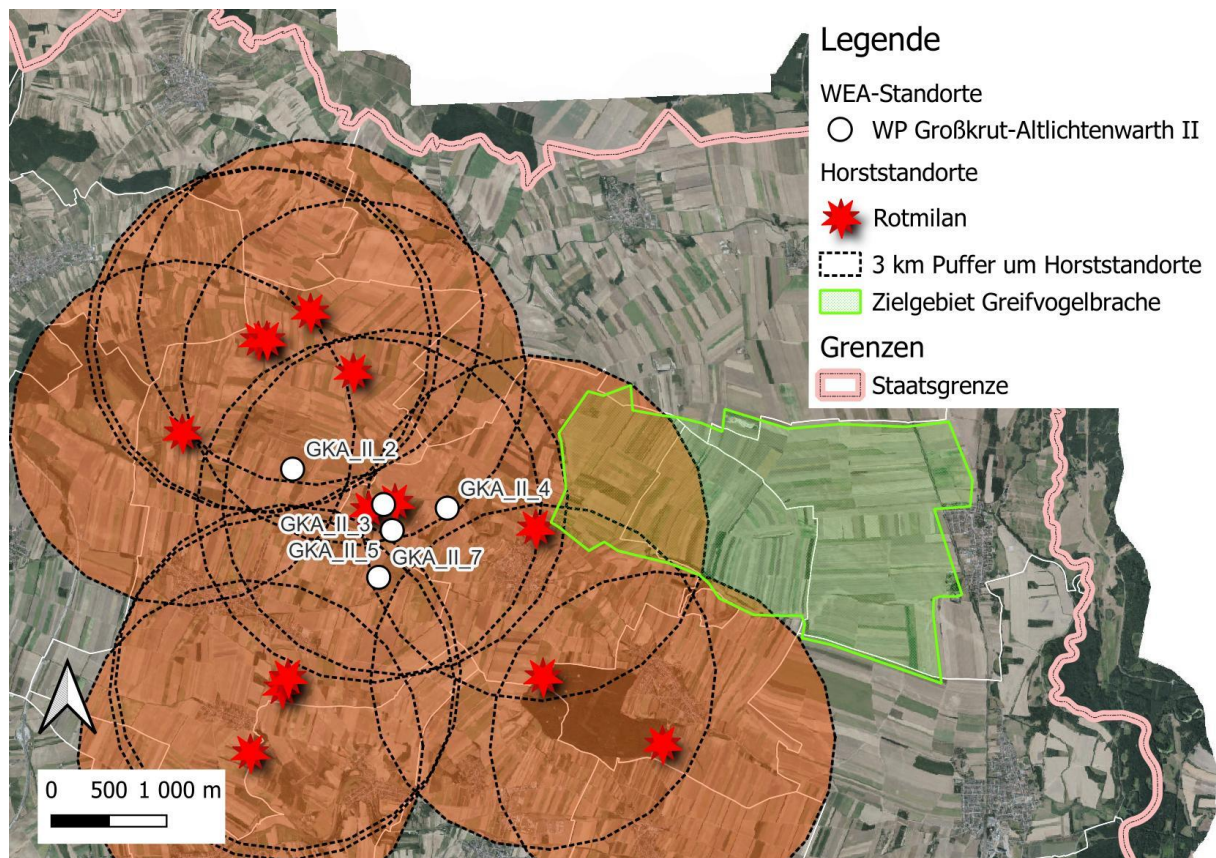 Legende
WEA-Standorte
WP Großkrut-Altlichtenwarth II
Horststandorte
Rotmilan
3 km Puffer um Horststandorte
Zielgebiet Greifvogelbrache
Grenzen
Staatsgrenze
GKA_II_2
GKA_II_4
GKA_II_3
GKA_II_5
GKA_II_7
0 500 1 000 m